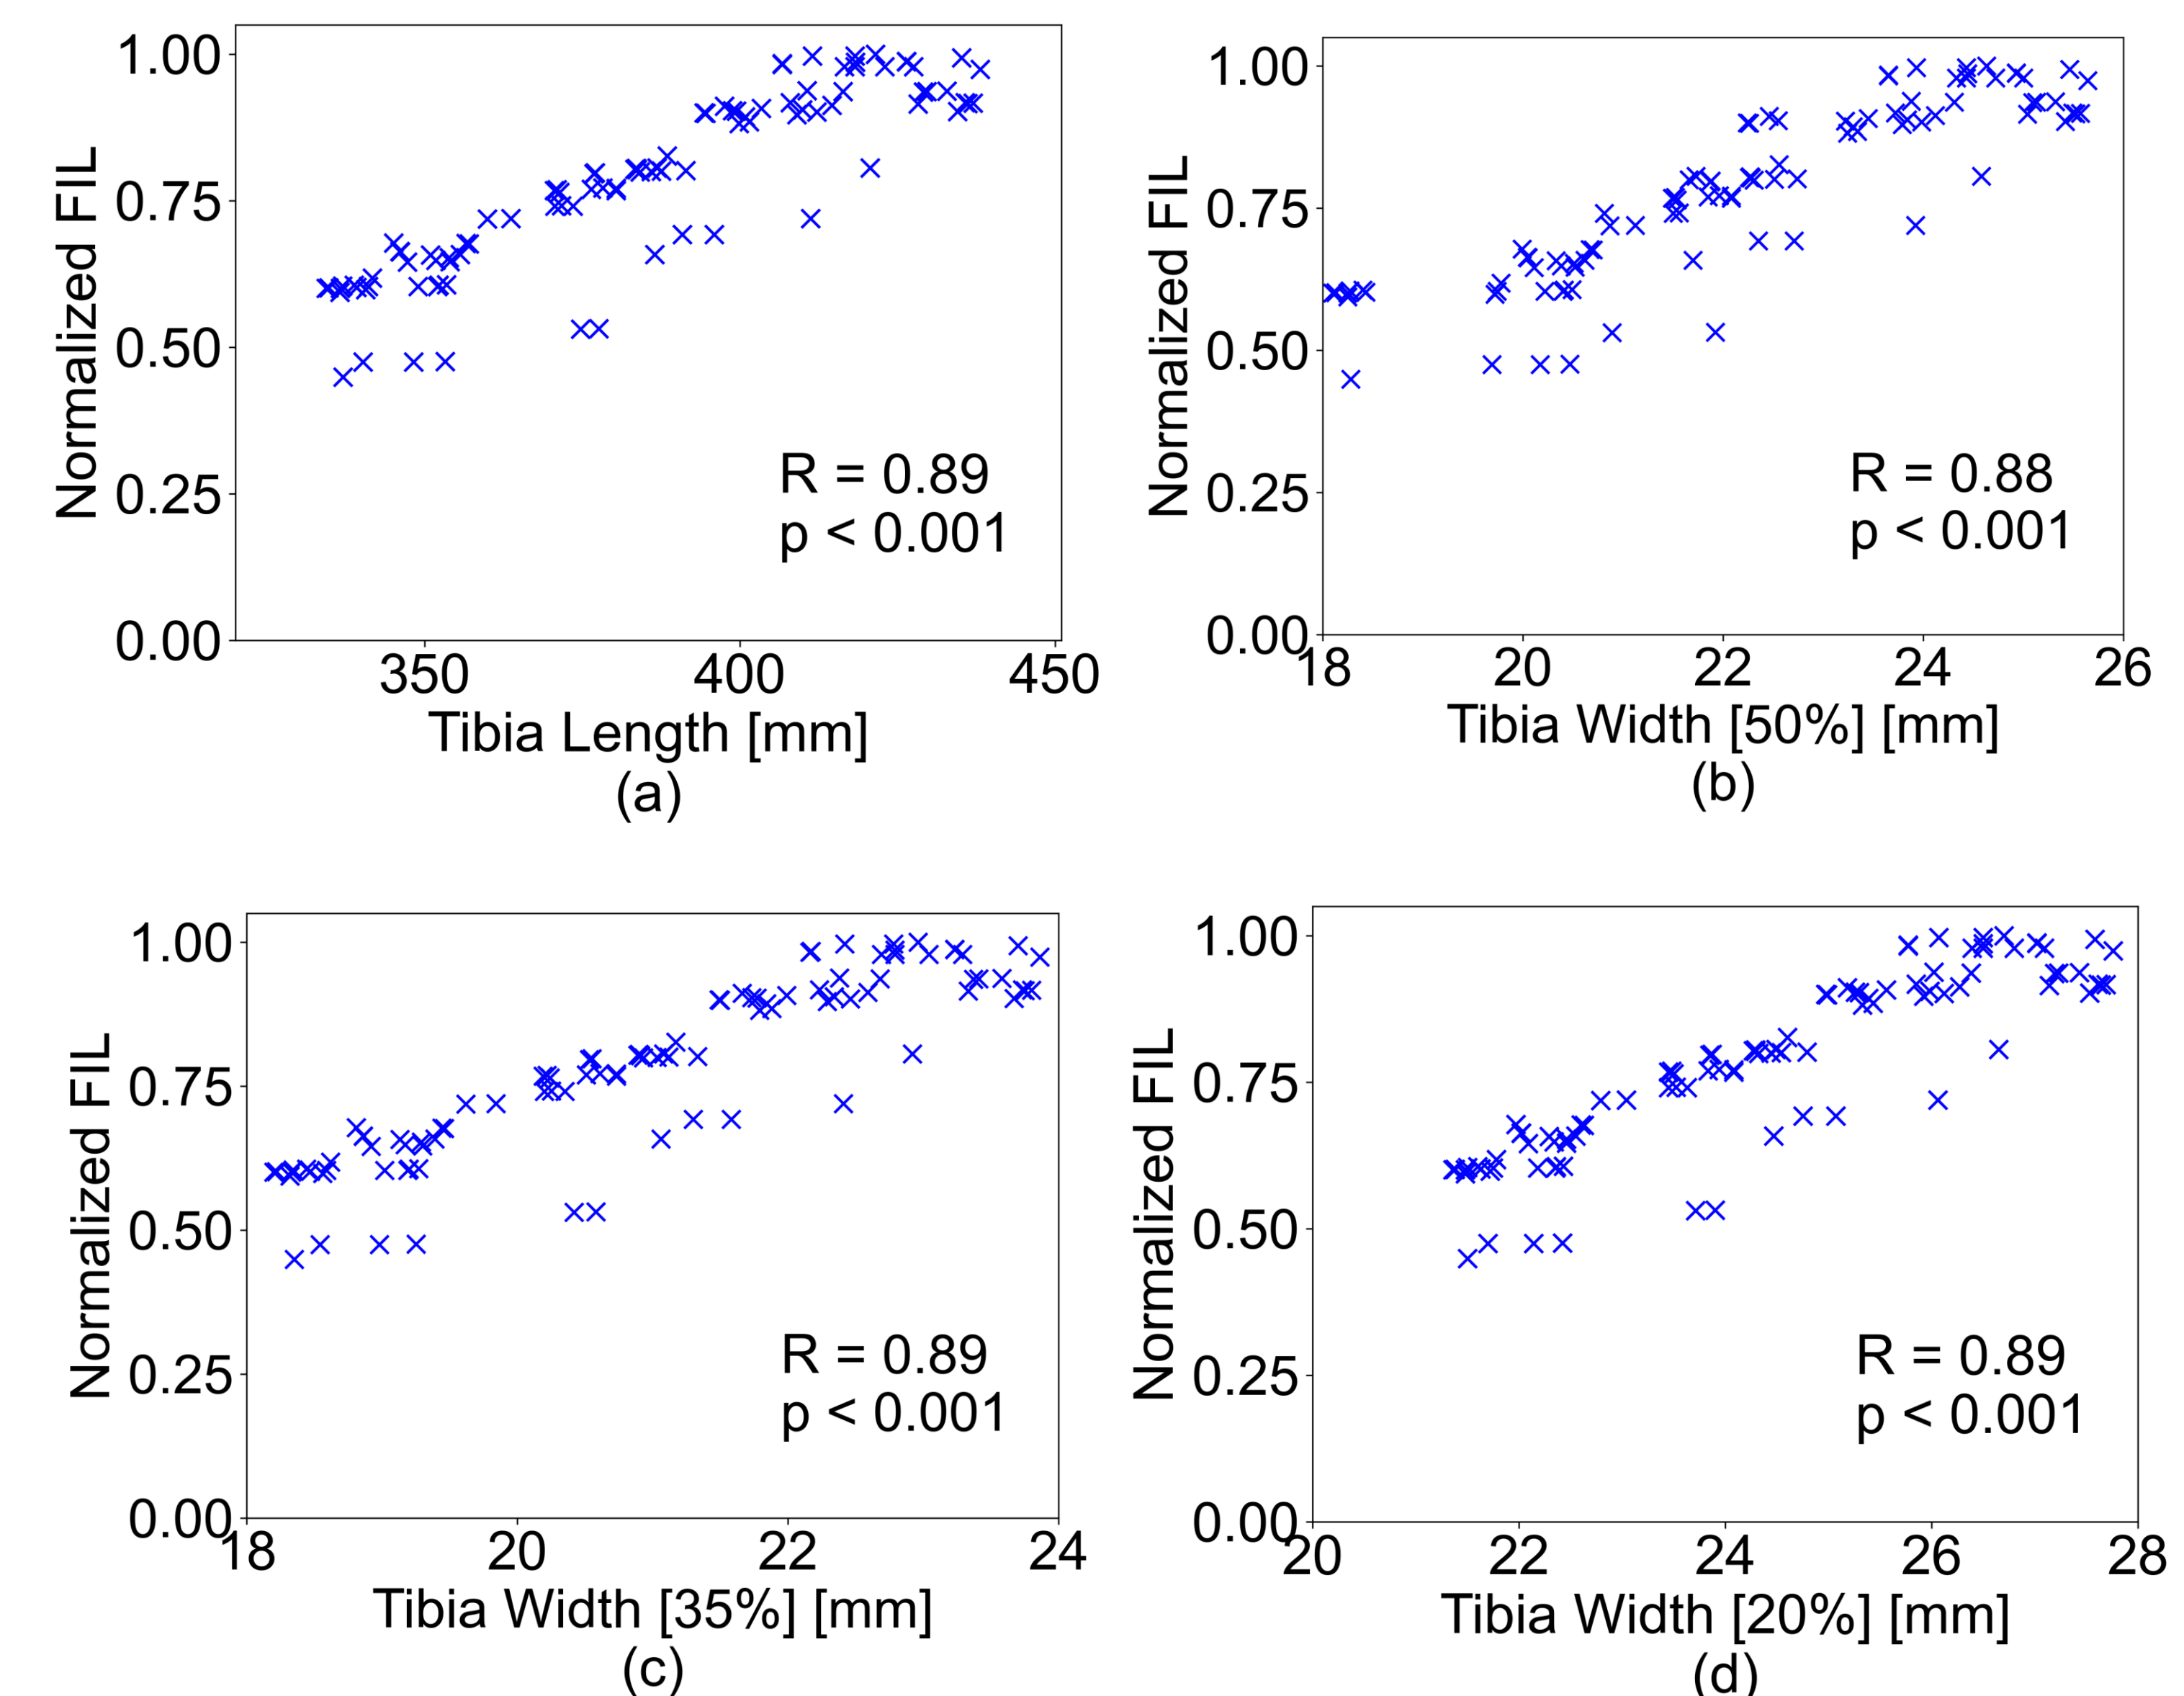 1.00
0.75
0.50
0.25
0.00
Normalized FIL
R = 0.89
p < 0.001
350 400 450
Tibia Length [mm]
(a)
1.00
0.75
0.50
0.25
0.00
Normalized FIL
R = 0.88
p < 0.001
18 20 22 24 26
Tibia Width [50%] [mm]
(b)
1.00
0.75
0.50
0.25
0.00
Normalized FIL
R = 0.89
p < 0.001
18 20 22 24
Tibia Width [35%] [mm]
(c)
1.00
0.75
0.50
0.25
0.00
Normalized FIL
R = 0.89
p < 0.001
20 22 24 26 28
Tibia Width [20%] [mm]
(d)